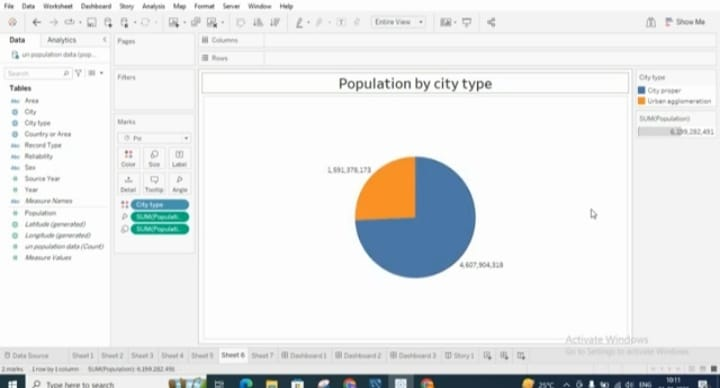 File Data Worksheet Dashboard Story Analysis Map Format Server Window Help
Entire View
Show Me
Data Analytics
Pages
Columns
Rows
un population data (pop...
Search
Filters
Tables
Area
City
City type
Country or Area
Record Type
Reliability
Sex
Source Year
Year
Measure Names
Population
Latitude (generated)
Longitude (generated)
un population data (Count)
Measure Values
Marks
Pie
Color Size Label
Detail Tooltip Angle
City type
SUM(Populati..
SUM(Populati..
Population by city type
1,591,378,173
4,607,904,318
City type
City proper
Urban agglomeration
SUM(Population)
6,199,282,491
Activate Windows
Go to Settings to activate Windows.
Data Source Sheet 1 Sheet 2 Sheet 3 Sheet 4 Sheet 5 Sheet 6 Sheet 7 Dashboard 1 Dashboard 2 Dashboard 3 Story 1
2 marks 1 row by 1 column SUM(Population): 6,199,282,491
Type here to search
25°C
ENG
10:11